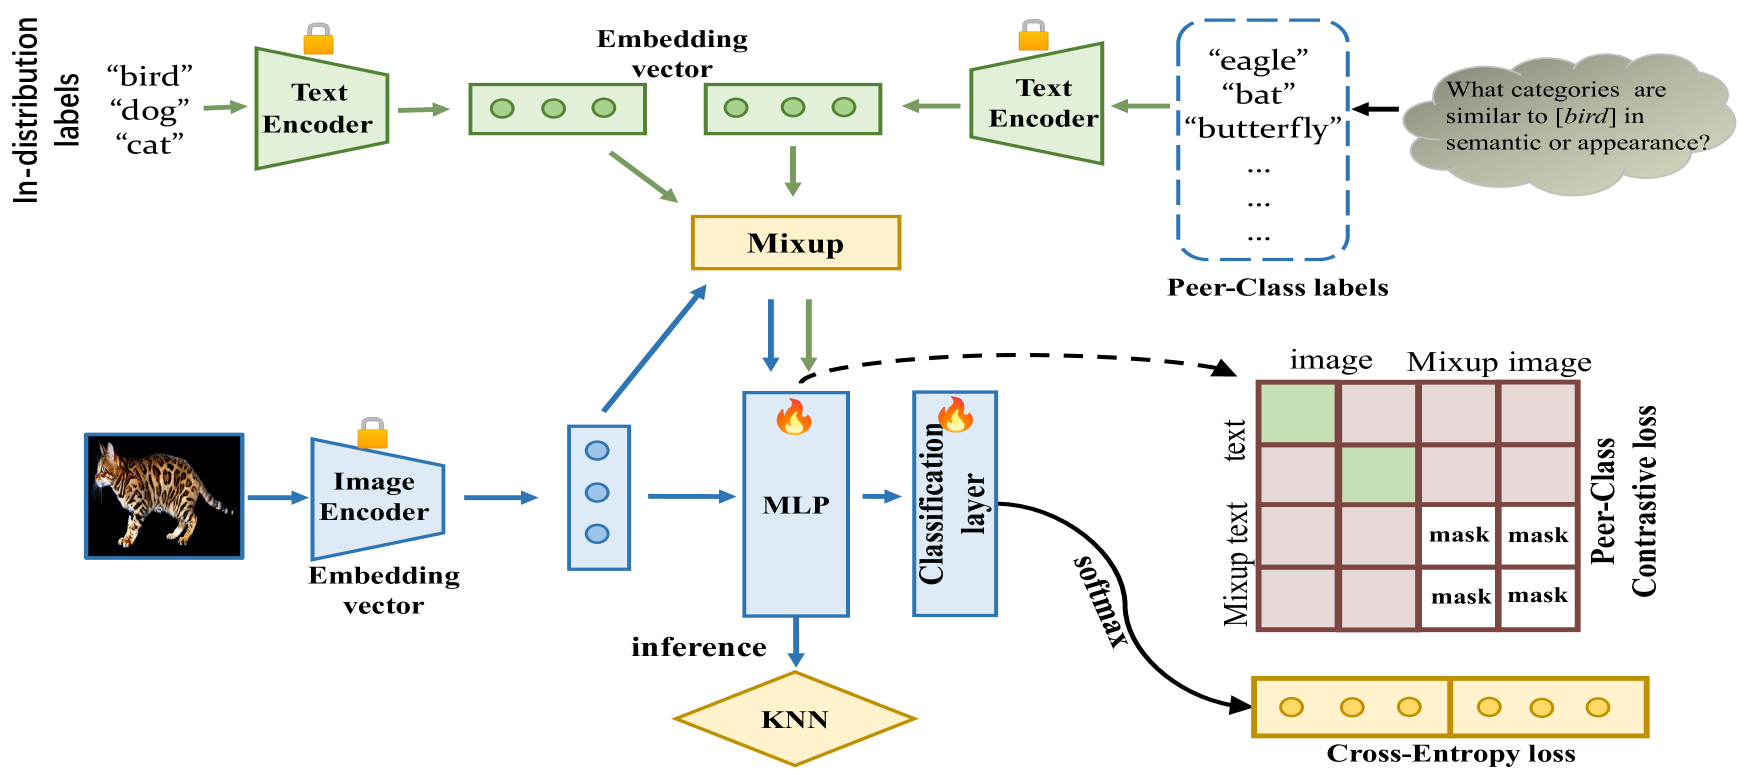 In-distribution
labels
“bird”
“dog”
“cat”
Text
Encoder
Embedding
vector
Text
Encoder
“eagle”
“bat”
“butterfly”
...
...
...
Peer-Class labels
What categories are
similar to [bird] in
semantic or appearance?
Mixup
Image
Encoder
Embedding
vector
MLP
Classification
layer
inference
KNN
softmax
image
Mixup image
text
Mixup text
mask
mask
mask
mask
Peer-Class
Contrastive loss
Cross-Entropy loss